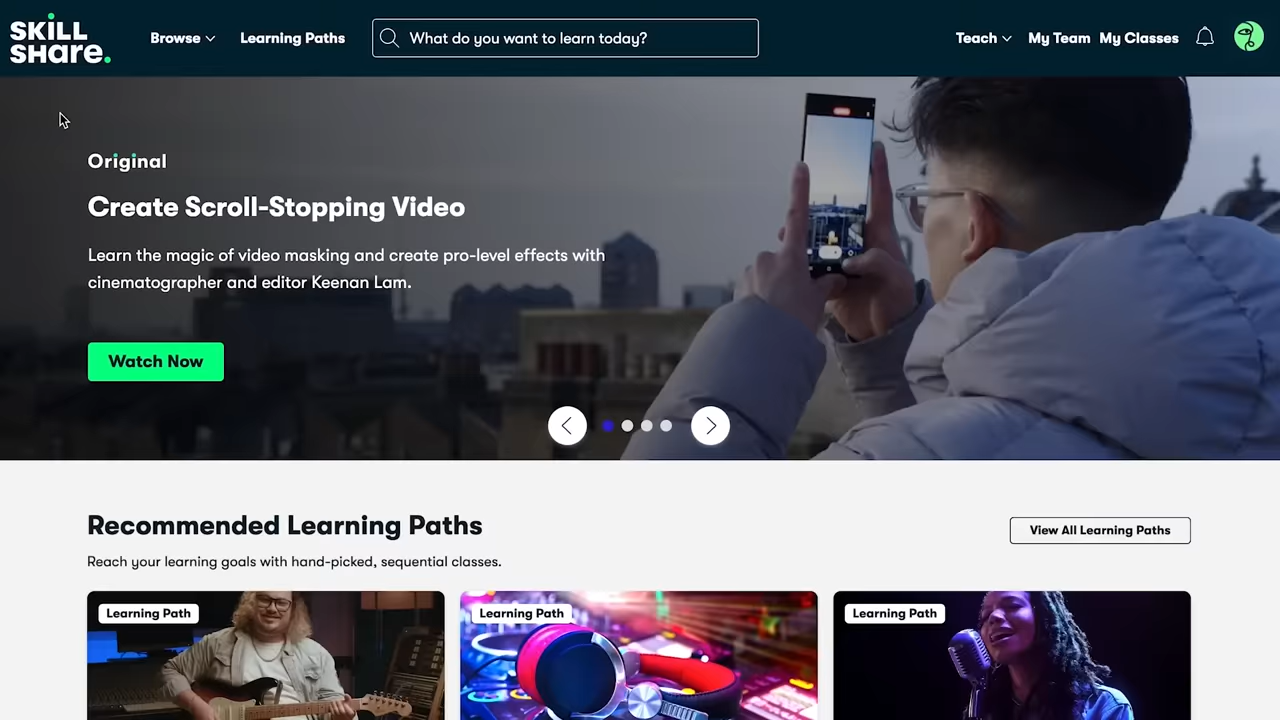 SKILL
SHARE.
Browse
Learning Paths
What do you want to learn today?
Teach
My Team
My Classes
Original
Create Scroll-Stopping Video
Learn the magic of video masking and create pro-level effects with
cinematographer and editor Keenan Lam.
Watch Now
Recommended Learning Paths
View All Learning Paths
Reach your learning goals with hand-picked, sequential classes.
Learning Path
Learning Path
Learning Path